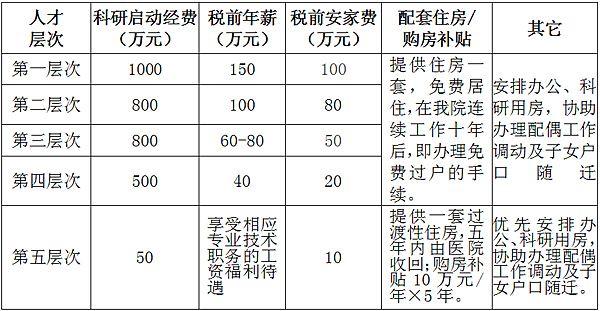 人才层次 科研启动经费（万元） 税前年薪（万元） 税前安家费（万元） 配套住房/购房补贴 其它
第一层次 1000 150 100
第二层次 800 100 80
第三层次 800 60-80 50
第四层次 500 40 20
提供住房一
套，免费居
住，在我院连
续工作十年
后，即办理免
费过户的手
续。
安排办公、科
研用房，协助
办理配偶工作
调动及子女户
口随迁
第五层次 50
享受相应
专业技术
职务的工
资福利待
遇
10
提供一套过
渡性住房，五
年内由医院
收回；购房补
贴10万元/
年×5年。
优先安排办
公、科研用房，
协助办理配偶
工作调动及子
女户口随迁。